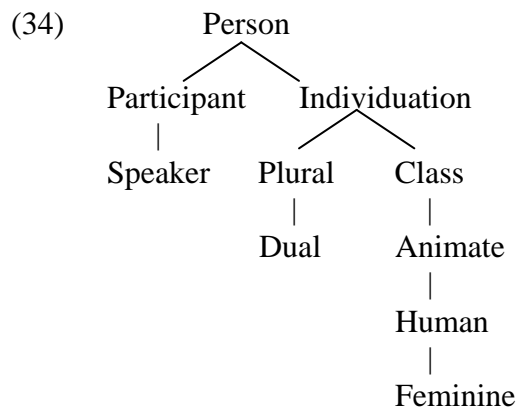 (34) Person
Participant Individuation
Speaker Plural Class
Dual Animate
Human
Feminine